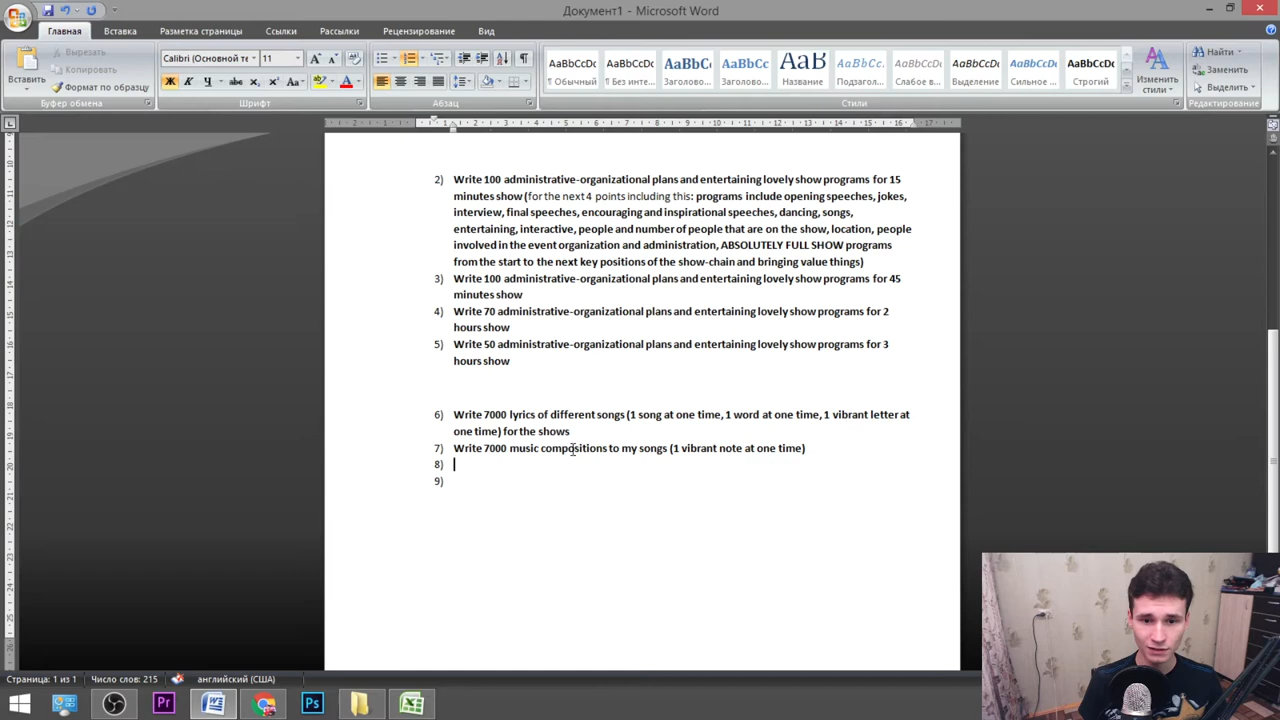 Документ1 - Microsoft Word
Главная Вставка Разметка страницы Ссылки Рассылки Рецензирование Вид
Вставить
Вырезать
Копировать
Формат по образцу
Буфер обмена
Calibri (Основной те 11
Ж К Ч abc x₂ x² Aa
Шрифт
Абзац
AaBbCcDc AaBbCcDc AaBbCc AaBbCc AaB AaBbCc. AaBbCcDc AaBbCcDc AaBbCcDc
¶ Обычный ¶ Без инте... Заголово... Заголово... Название Подзагол... Слабое в... Выделение Сильное ... Строгий
Стили
Изменить стили
Найти
Заменить
Выделить
Редактирование
2) Write 100 administrative-organizational plans and entertaining lovely show programs for 15
minutes show (for the next 4 points including this: programs include opening speeches, jokes,
interview, final speeches, encouraging and inspirational speeches, dancing, songs,
entertaining, interactive, people and number of people that are on the show, location, people
involved in the event organization and administration, ABSOLUTELY FULL SHOW programs
from the start to the next key positions of the show-chain and bringing value things)
3) Write 100 administrative-organizational plans and entertaining lovely show programs for 45
minutes show
4) Write 70 administrative-organizational plans and entertaining lovely show programs for 2
hours show
5) Write 50 administrative-organizational plans and entertaining lovely show programs for 3
hours show
6) Write 7000 lyrics of different songs (1 song at one time, 1 word at one time, 1 vibrant letter at
one time) for the shows
7) Write 7000 music compositions to my songs (1 vibrant note at one time)
8)
9)
Страница: 1 из 1 Число слов: 215 английский (США)
Pr W Ps